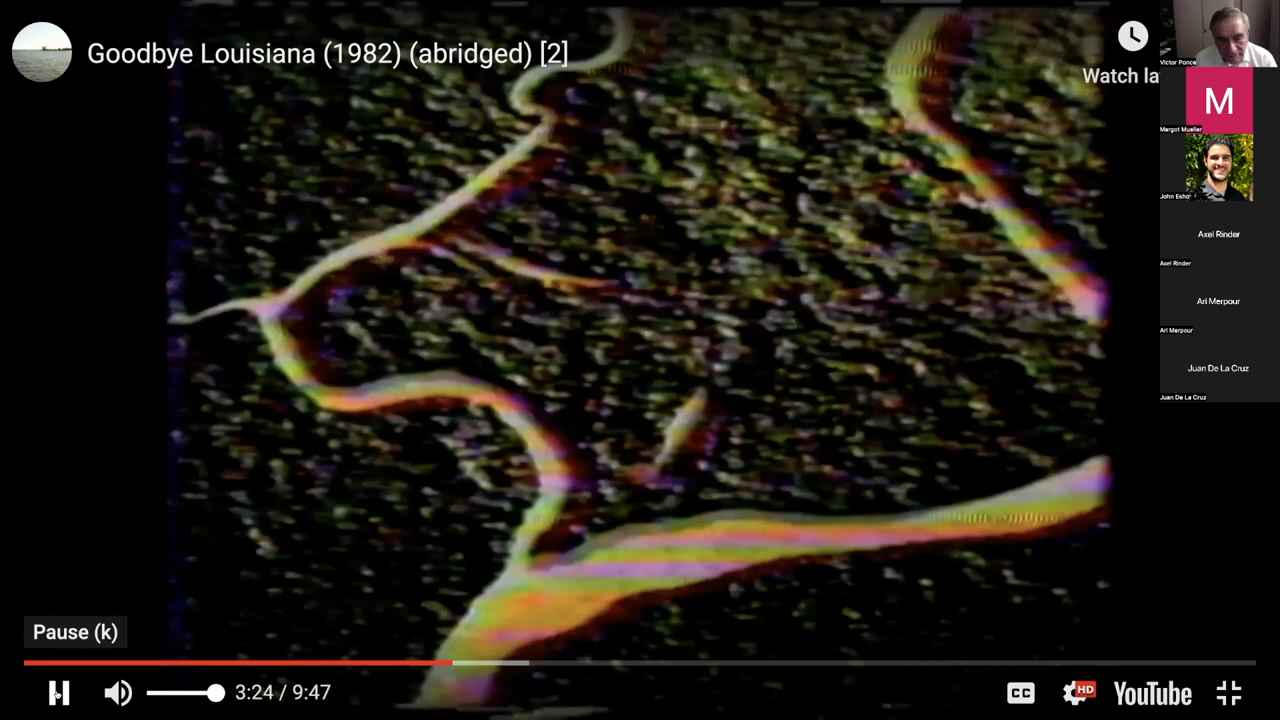 Goodbye Louisiana (1982) (abridged) [2]
Watch la
Victor Ponce
M
Margot Mueller
John Esho
Axel Rinder
Axel Rinder
Ari Merpour
Ari Merpour
Juan De La Cruz
Juan De La Cruz
Pause (k)
3:24 / 9:47
CC
HD
YouTube